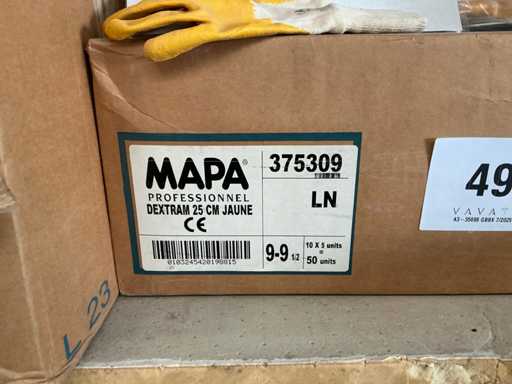 MAPA®
PROFESSIONNEL
DEXTRAM 25 CM JAUNE
CE
0103245420198815
375309
LN
9-9 1/2
10 X 5 units
=
50 units
49
VAVAT
L 23